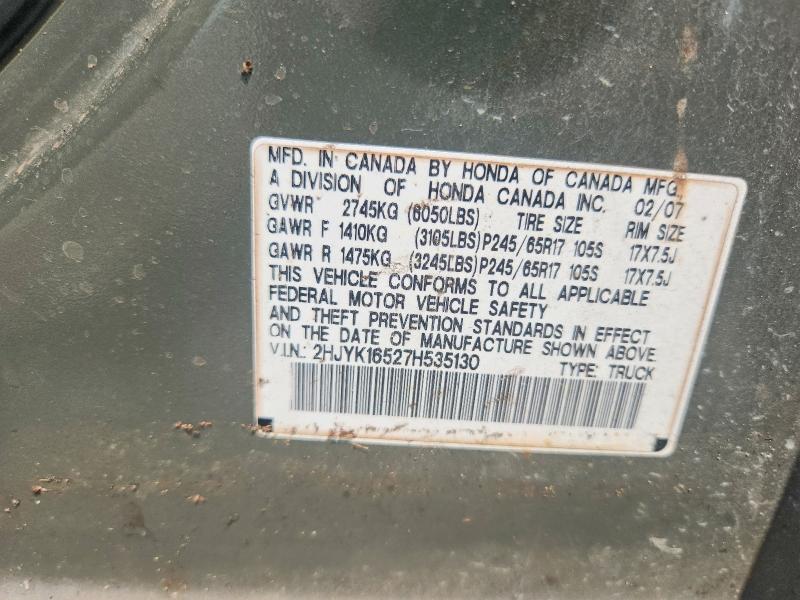 MFD. IN CANADA BY HONDA OF CANADA MFG.
A DIVISION OF HONDA CANADA INC. 02/07
GVWR 2745KG (6050LBS) TIRE SIZE RIM SIZE
GAWR F 1410KG (3105LBS) P245/65R17 105S 17X7.5J
GAWR R 1475KG (3245LBS) P245/65R17 105S 17X7.5J
THIS VEHICLE CONFORMS TO ALL APPLICABLE
FEDERAL MOTOR VEHICLE SAFETY
AND THEFT PREVENTION STANDARDS IN EFFECT
ON THE DATE OF MANUFACTURE SHOWN ABOVE
V.I.N.: 2HJYK16527H535130 TYPE: TRUCK